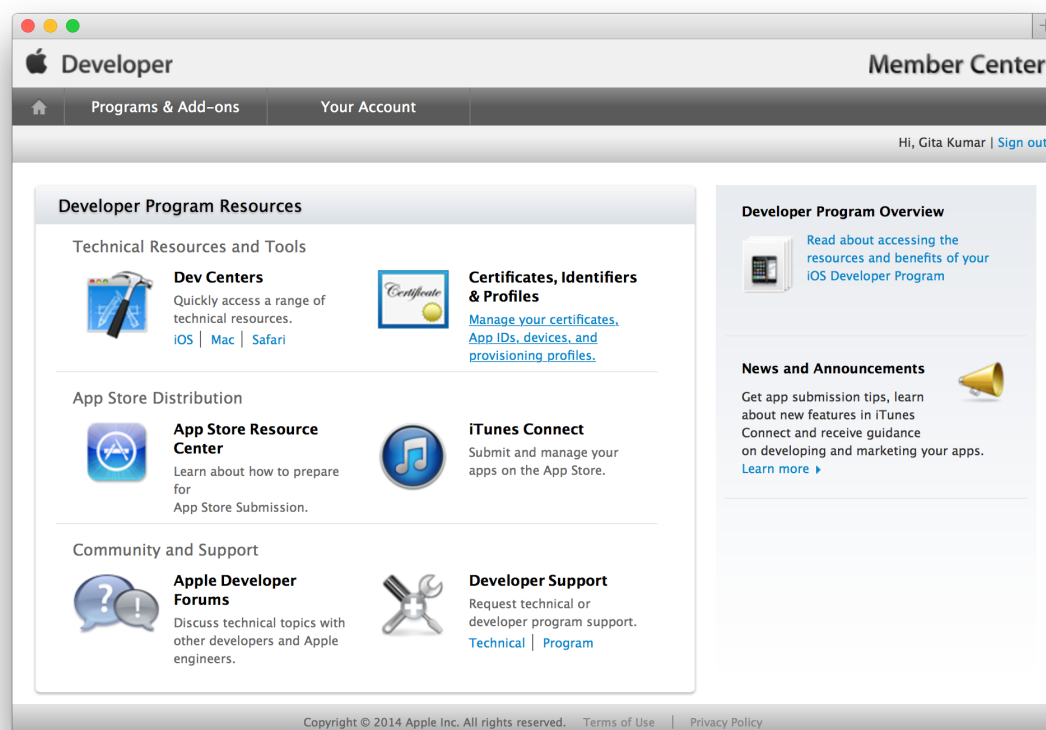 Developer
Member Center
Programs & Add-ons
Your Account
Hi, Gita Kumar | Sign out
Developer Program Resources
Technical Resources and Tools
Dev Centers
Quickly access a range of
technical resources.
iOS | Mac | Safari
Certificate
Certificates, Identifiers
& Profiles
Manage your certificates,
App IDs, devices, and
provisioning profiles.
App Store Distribution
App Store Resource
Center
Learn about how to prepare
for
App Store Submission.
iTunes Connect
Submit and manage your
apps on the App Store.
Community and Support
Apple Developer
Forums
Discuss technical topics with
other developers and Apple
engineers.
Developer Support
Request technical or
developer program support.
Technical | Program
Developer Program Overview
Read about accessing the
resources and benefits of your
iOS Developer Program
News and Announcements
Get app submission tips, learn
about new features in iTunes
Connect and receive guidance
on developing and marketing your apps.
Learn more
Copyright © 2014 Apple Inc. All rights reserved. Terms of Use | Privacy Policy